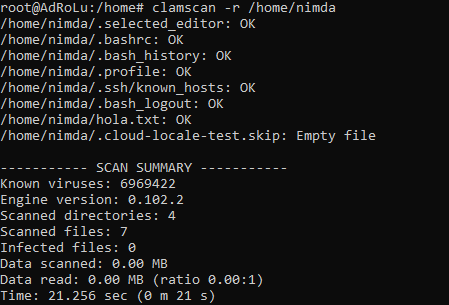 root@AdRoLu:/home# clamscan -r /home/nimda
/home/nimda/.selected_editor: OK
/home/nimda/.bashrc: OK
/home/nimda/.bash_history: OK
/home/nimda/.profile: OK
/home/nimda/.ssh/known_hosts: OK
/home/nimda/.bash_logout: OK
/home/nimda/hola.txt: OK
/home/nimda/.cloud-locale-test.skip: Empty file

----------- SCAN SUMMARY -----------
Known viruses: 6969422
Engine version: 0.102.2
Scanned directories: 4
Scanned files: 7
Infected files: 0
Data scanned: 0.00 MB
Data read: 0.00 MB (ratio 0.00:1)
Time: 21.256 sec (0 m 21 s)